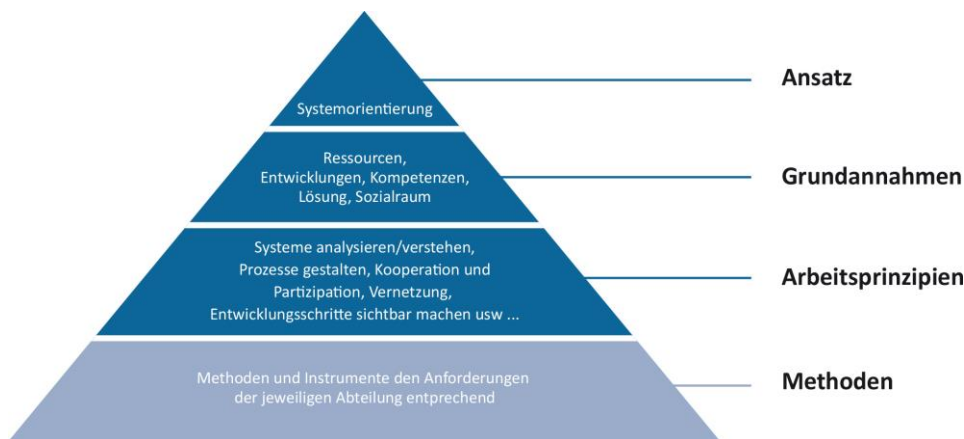 Systemorientierung
Ansatz
Ressourcen,
Entwicklungen, Kompetenzen,
Lösung, Sozialraum
Grundannahmen
Systeme analysieren/verstehen,
Prozesse gestalten, Kooperation und
Partizipation, Vernetzung,
Entwicklungsschritte sichtbar machen usw ...
Arbeitsprinzipien
Methoden und Instrumente den Anforderungen
der jeweiligen Abteilung entprechend
Methoden